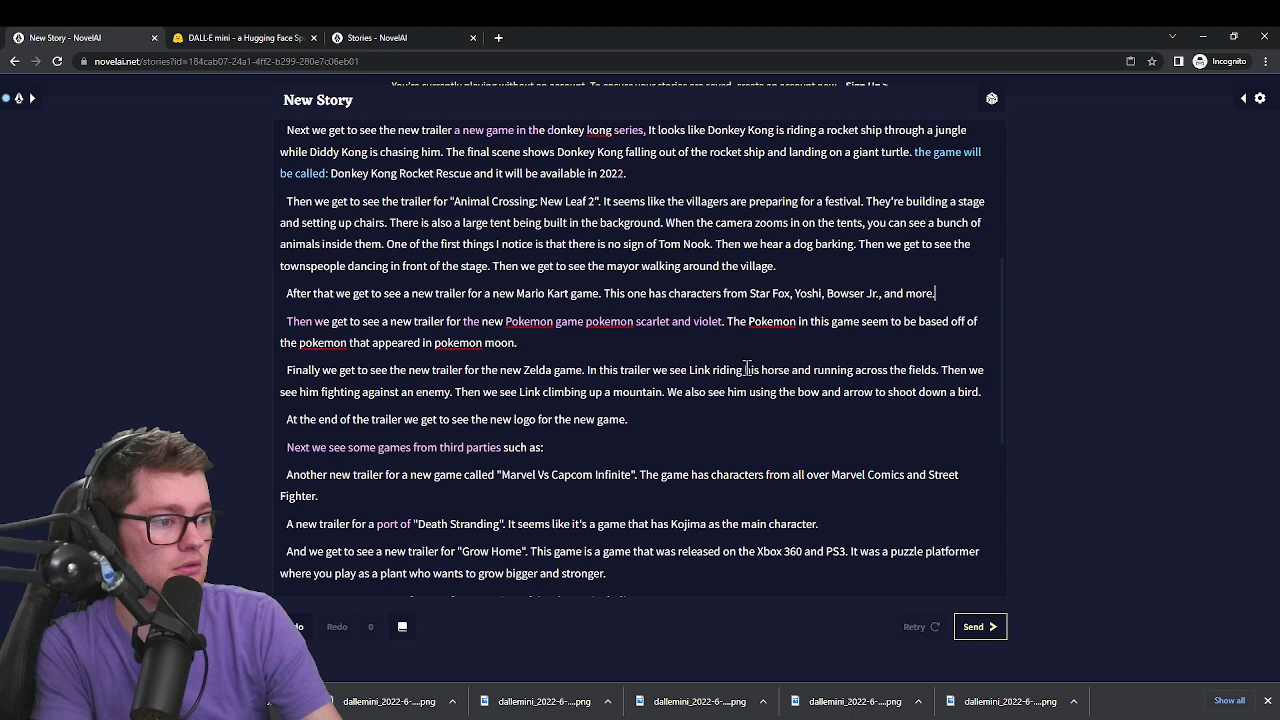 New Story - NovelAI
DALL·E mini - a Hugging Face Sp
Stories - NovelAI
novelai.net/stories?id=184cab07-24a1-4ff2-b299-280e7c06eb01
Incognito
You're currently playing without an account. To ensure your stories are saved, create an account now. Sign Up >
New Story
Next we get to see the new trailer a new game in the donkey kong series, It looks like Donkey Kong is riding a rocket ship through a jungle
while Diddy Kong is chasing him. The final scene shows Donkey Kong falling out of the rocket ship and landing on a giant turtle. the game will
be called: Donkey Kong Rocket Rescue and it will be available in 2022.
Then we get to see the trailer for "Animal Crossing: New Leaf 2". It seems like the villagers are preparing for a festival. They're building a stage
and setting up chairs. There is also a large tent being built in the background. When the camera zooms in on the tents, you can see a bunch of
animals inside them. One of the first things I notice is that there is no sign of Tom Nook. Then we hear a dog barking. Then we get to see the
townspeople dancing in front of the stage. Then we get to see the mayor walking around the village.
After that we get to see a new trailer for a new Mario Kart game. This one has characters from Star Fox, Yoshi, Bowser Jr., and more.
Then we get to see a new trailer for the new Pokemon game pokemon scarlet and violet. The Pokemon in this game seem to be based off of
the pokemon that appeared in pokemon moon.
Finally we get to see the new trailer for the new Zelda game. In this trailer we see Link riding his horse and running across the fields. Then we
see him fighting against an enemy. Then we see Link climbing up a mountain. We also see him using the bow and arrow to shoot down a bird.
At the end of the trailer we get to see the new logo for the new game.
Next we see some games from third parties such as:
Another new trailer for a new game called "Marvel Vs Capcom Infinite". The game has characters from all over Marvel Comics and Street
Fighter.
A new trailer for a port of "Death Stranding". It seems like it's a game that has Kojima as the main character.
And we get to see a new trailer for "Grow Home". This game is a game that was released on the Xbox 360 and PS3. It was a puzzle platformer
where you play as a plant who wants to grow bigger and stronger.
Redo 0 Retry Send
dallemini_2022-6-....png dallemini_2022-6-....png dallemini_2022-6-....png dallemini_2022-6-....png dallemini_2022-6-....png Show all